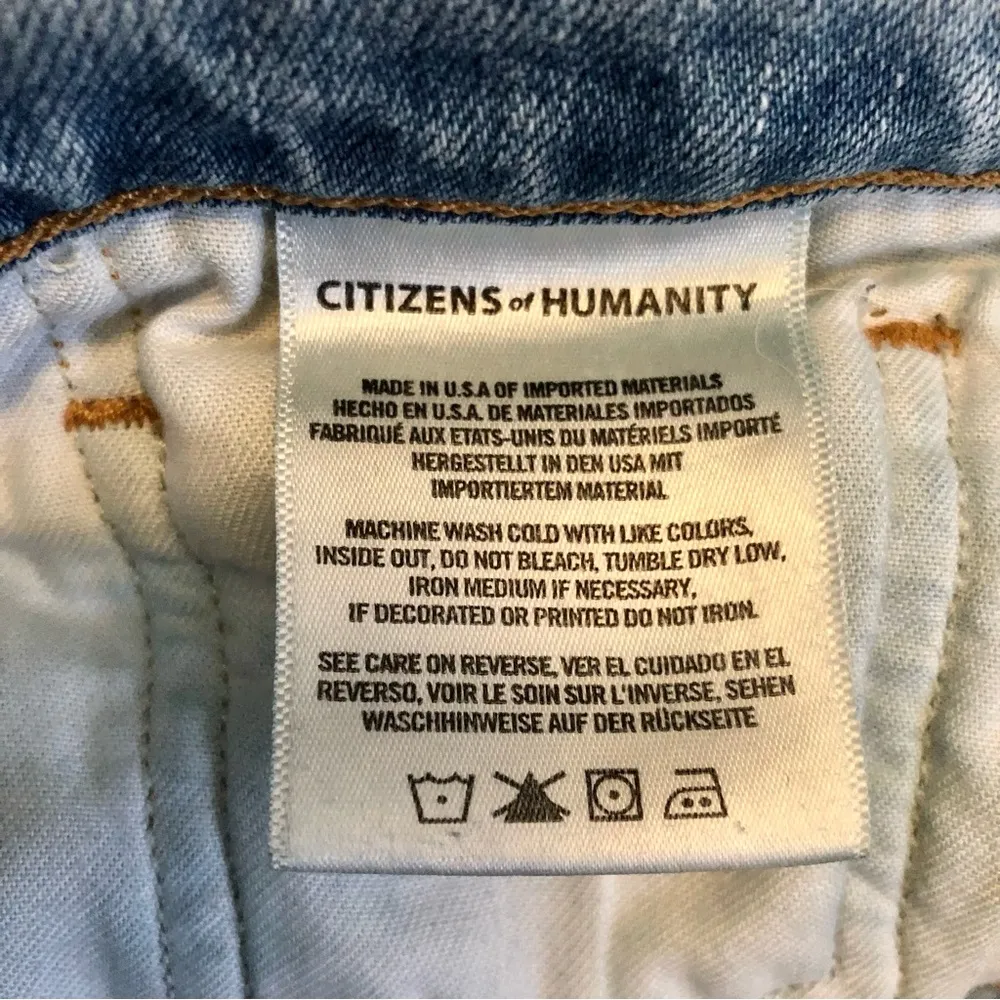 CITIZENS of HUMANITY
MADE IN U.S.A OF IMPORTED MATERIALS
HECHO EN U.S.A. DE MATERIALES IMPORTADOS
FABRIQUÉ AUX ETATS-UNIS DU MATÉRIELS IMPORTÉ
HERGESTELLT IN DEN USA MIT
IMPORTIERTEM MATERIAL
MACHINE WASH COLD WITH LIKE COLORS,
INSIDE OUT, DO NOT BLEACH, TUMBLE DRY LOW,
IRON MEDIUM IF NECESSARY,
IF DECORATED OR PRINTED DO NOT IRON.
SEE CARE ON REVERSE, VER EL CUIDADO EN EL
REVERSO, VOIR LE SOIN SUR L'INVERSE, SEHEN
WASCHHINWEISE AUF DER RÜCKSEITE